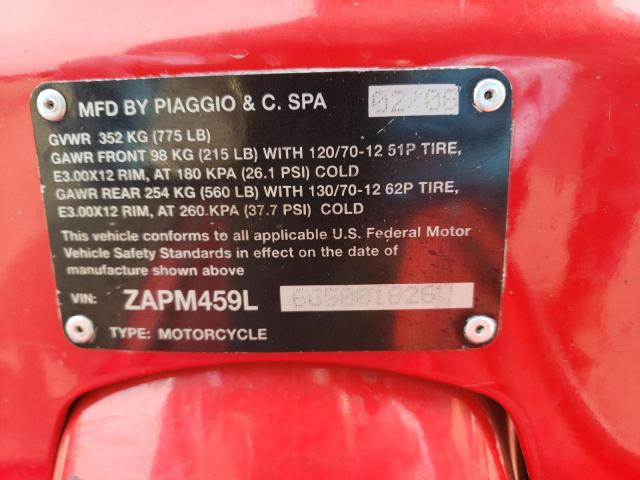 MFD BY PIAGGIO & C. SPA 02/06
GVWR 352 KG (775 LB)
GAWR FRONT 98 KG (215 LB) WITH 120/70-12 51P TIRE,
E3.00X12 RIM, AT 180 KPA (26.1 PSI) COLD
GAWR REAR 254 KG (560 LB) WITH 130/70-12 62P TIRE,
E3.00X12 RIM, AT 260 KPA (37.7 PSI) COLD
This vehicle conforms to all applicable U.S. Federal Motor
Vehicle Safety Standards in effect on the date of
manufacture shown above
VIN: ZAPM459L
TYPE: MOTORCYCLE